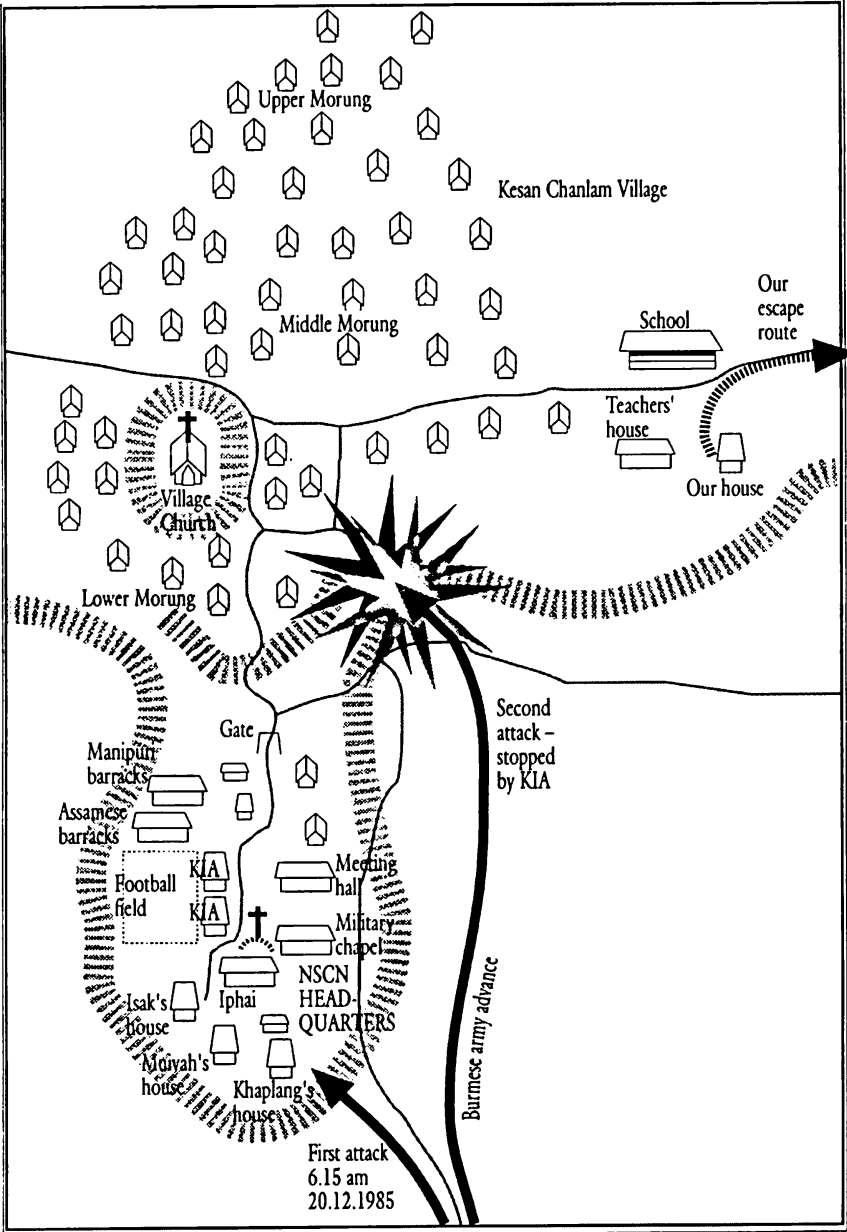 Upper Morung
Kesan Chanlam Village
Our
escape
route
Middle Morung
School
Teachers'
house
Our house
Village
Church
Lower Morung
Gate
Second
attack –
stopped
by KIA
Manipuri
barracks
Assamese
barracks
Football
field
KIA
KIA
Meeting
hall
Military
chapel
Iphai
NSCN
HEAD-
QUARTERS
Isak's
house
Muivah's
house
Khaplang's
house
Burmese army advance
First attack
6.15 am
20.12.1985